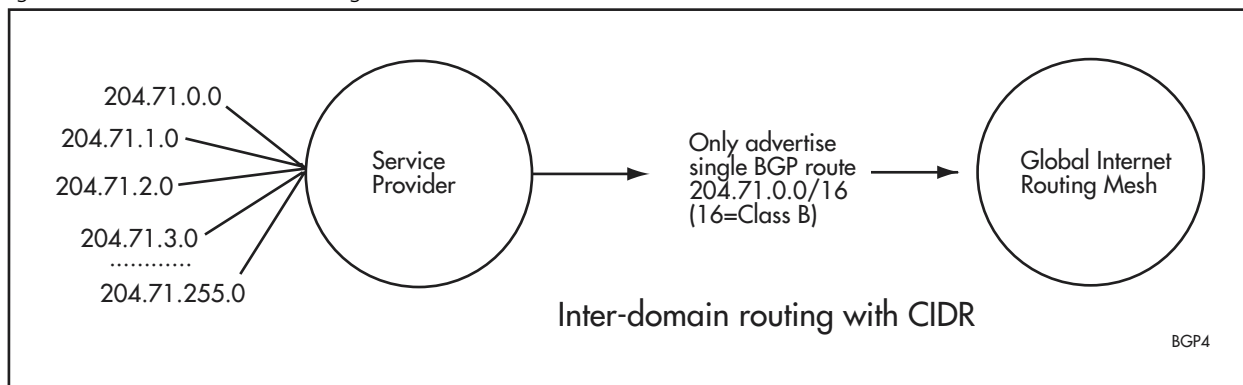 204.71.0.0
204.71.1.0
204.71.2.0
204.71.3.0
............
204.71.255.0
Service
Provider
Only advertise
single BGP route
204.71.0.0/16
(16=Class B)
Global Internet
Routing Mesh
Inter-domain routing with CIDR
BGP4